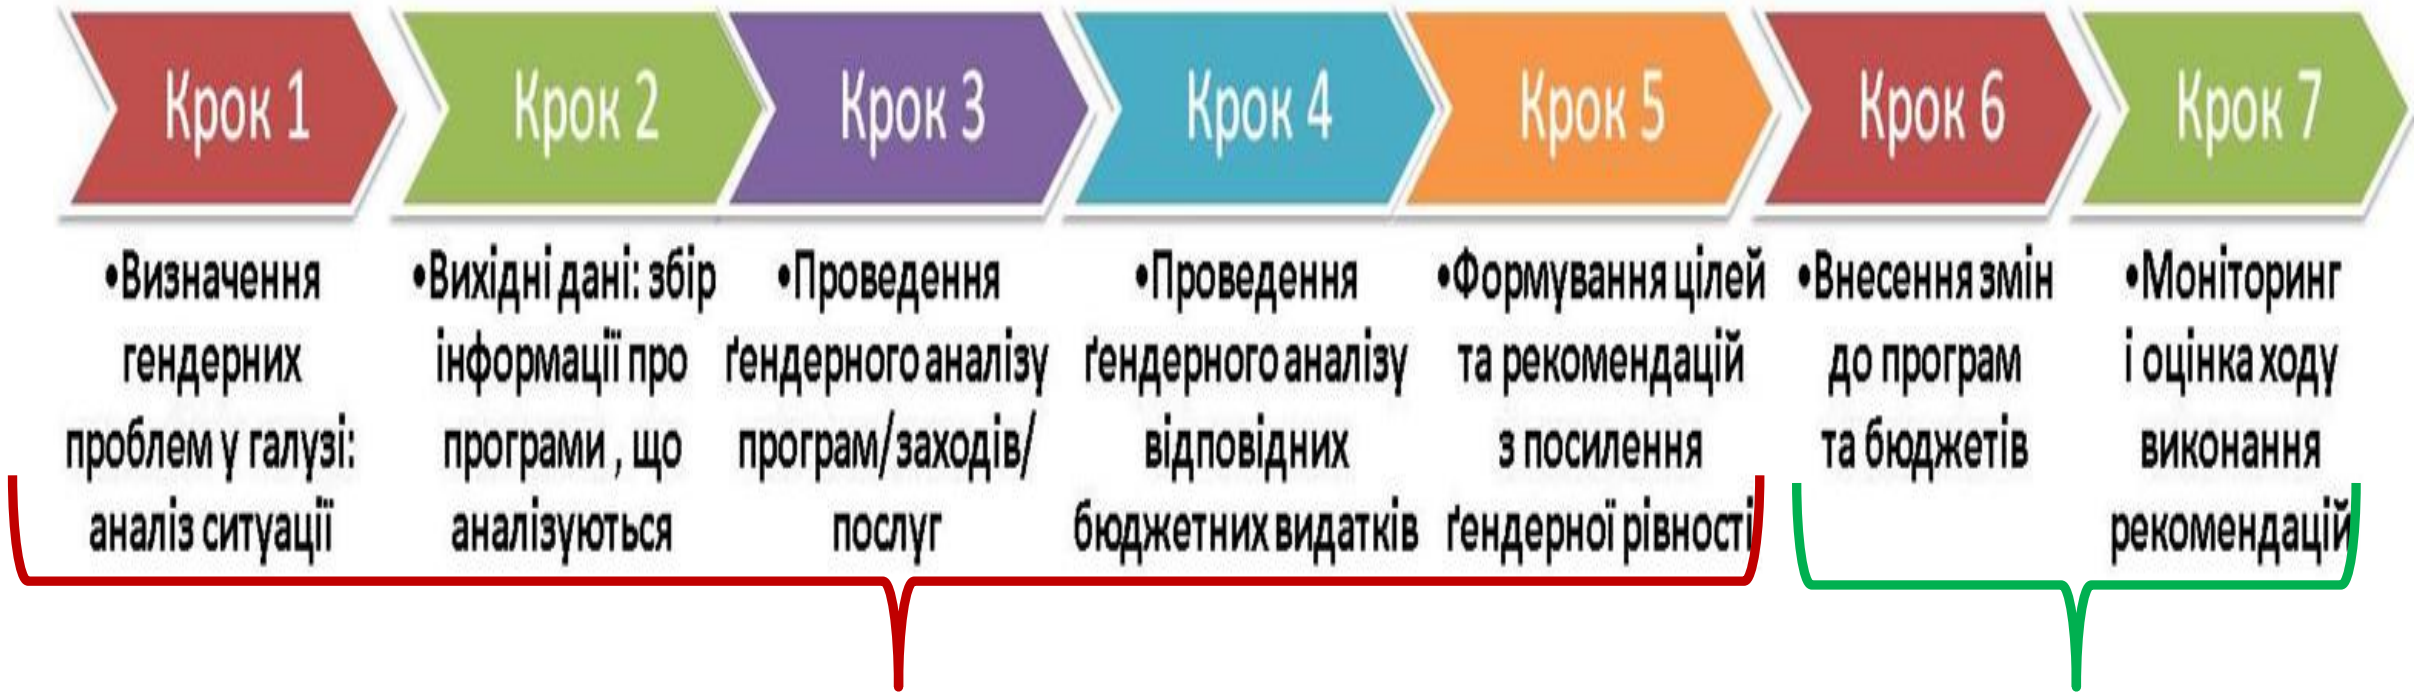 Крок 1
Крок 2
Крок 3
Крок 4
Крок 5
Крок 6
Крок 7
•Визначення
гендерних
проблем у галузі:
аналіз ситуації
•Вихідні дані: збір
інформації про
програми , що
аналізуються
•Проведення
ґендерного аналізу
програм/заходів/
послуг
•Проведення
ґендерного аналізу
відповідних
бюджетних видатків
•Формування цілей
та рекомендацій
з посилення
ґендерної рівності
•Внесення змін
до програм
та бюджетів
•Моніторинг
і оцінка ходу
виконання
рекомендацій